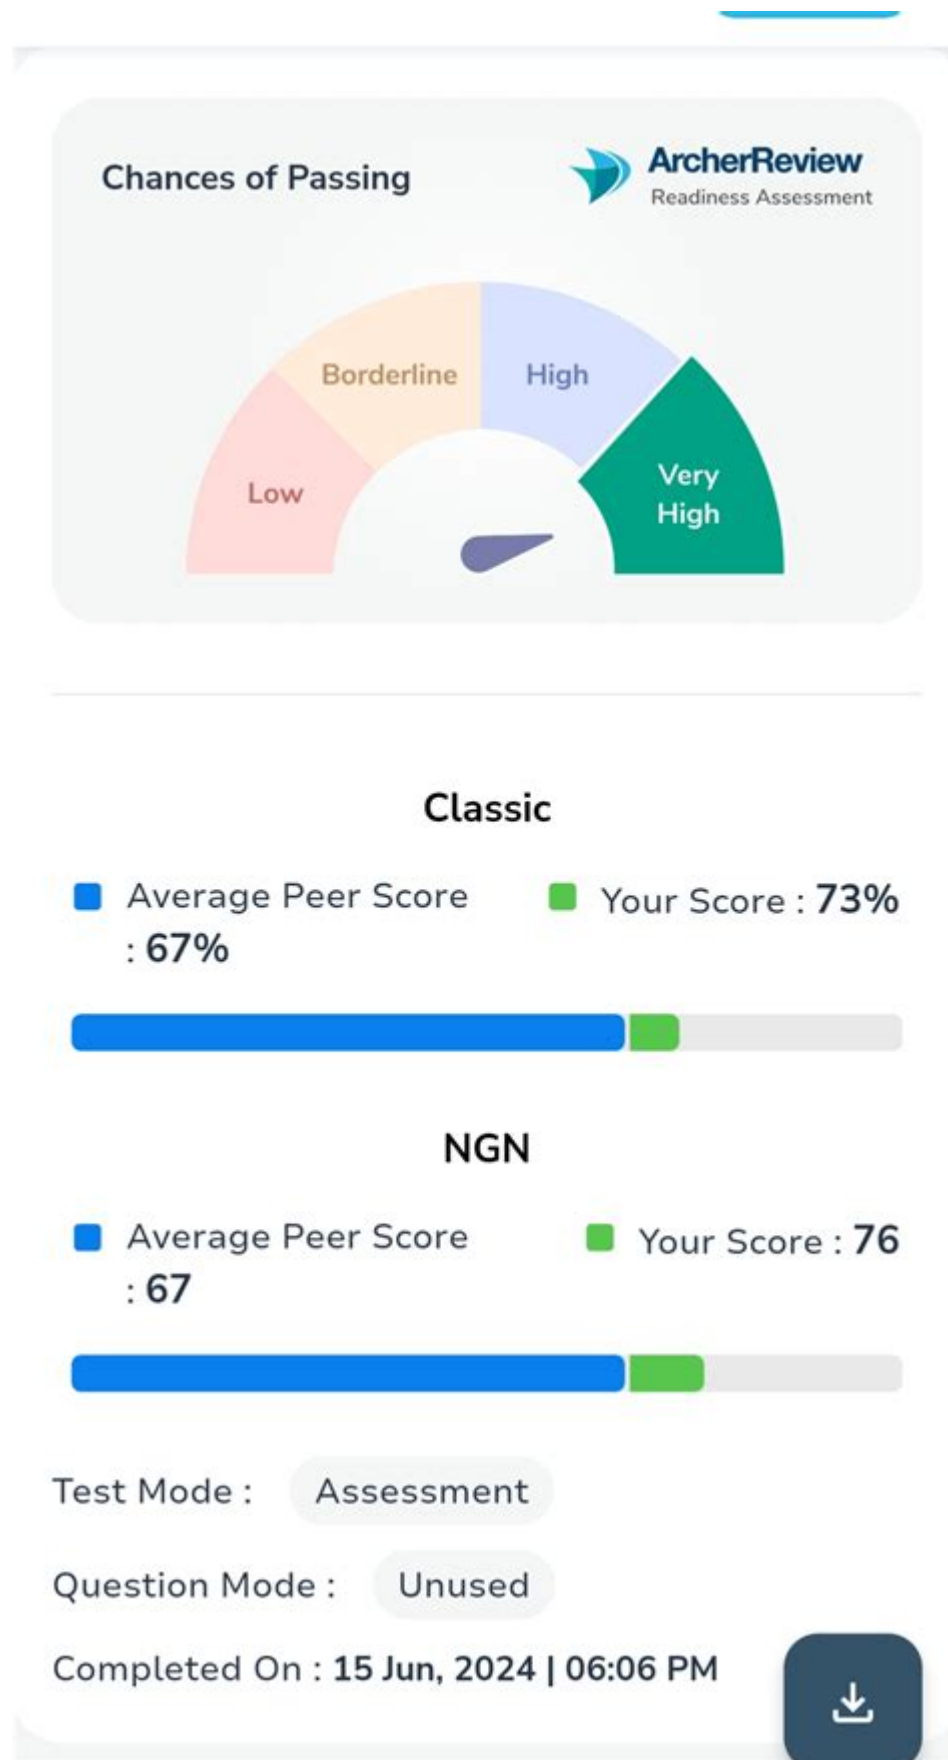 Chances of Passing
ArcherReview
Readiness Assessment
Borderline
High
Low
Very
High
Classic
Average Peer Score
: 67%
Your Score : 73%
NGN
Average Peer Score
: 67
Your Score : 76
Test Mode :
Assessment
Question Mode :
Unused
Completed On : 15 Jun, 2024 | 06:06 PM